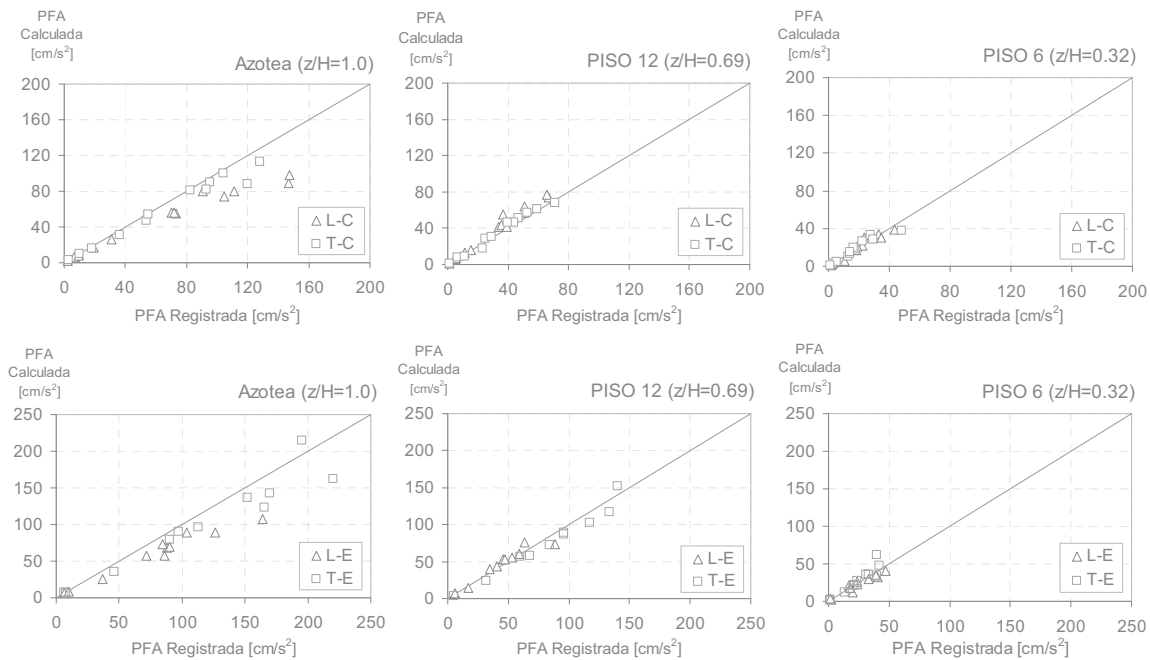 PFA
Calculada
[cm/s²]
Azotea (z/H=1.0)
200
160
120
80
40
0
0 40 80 120 160 200
PFA Registrada [cm/s²]
L-C
T-C
PFA
Calculada
[cm/s²]
PISO 12 (z/H=0.69)
200
160
120
80
40
0
0 40 80 120 160 200
PFA Registrada [cm/s²]
L-C
T-C
PFA
Calculada
[cm/s²]
PISO 6 (z/H=0.32)
200
160
120
80
40
0
0 40 80 120 160 200
PFA Registrada [cm/s²]
L-C
T-C
PFA
Calculada
[cm/s²]
Azotea (z/H=1.0)
250
200
150
100
50
0
0 50 100 150 200 250
PFA Registrada [cm/s²]
L-E
T-E
PFA
Calculada
[cm/s²]
PISO 12 (z/H=0.69)
250
200
150
100
50
0
0 50 100 150 200 250
PFA Registrada [cm/s²]
L-E
T-E
PFA
Calculada
[cm/s²]
PISO 6 (z/H=0.32)
250
200
150
100
50
0
0 50 100 150 200 250
PFA Registrada [cm/s²]
L-E
T-E